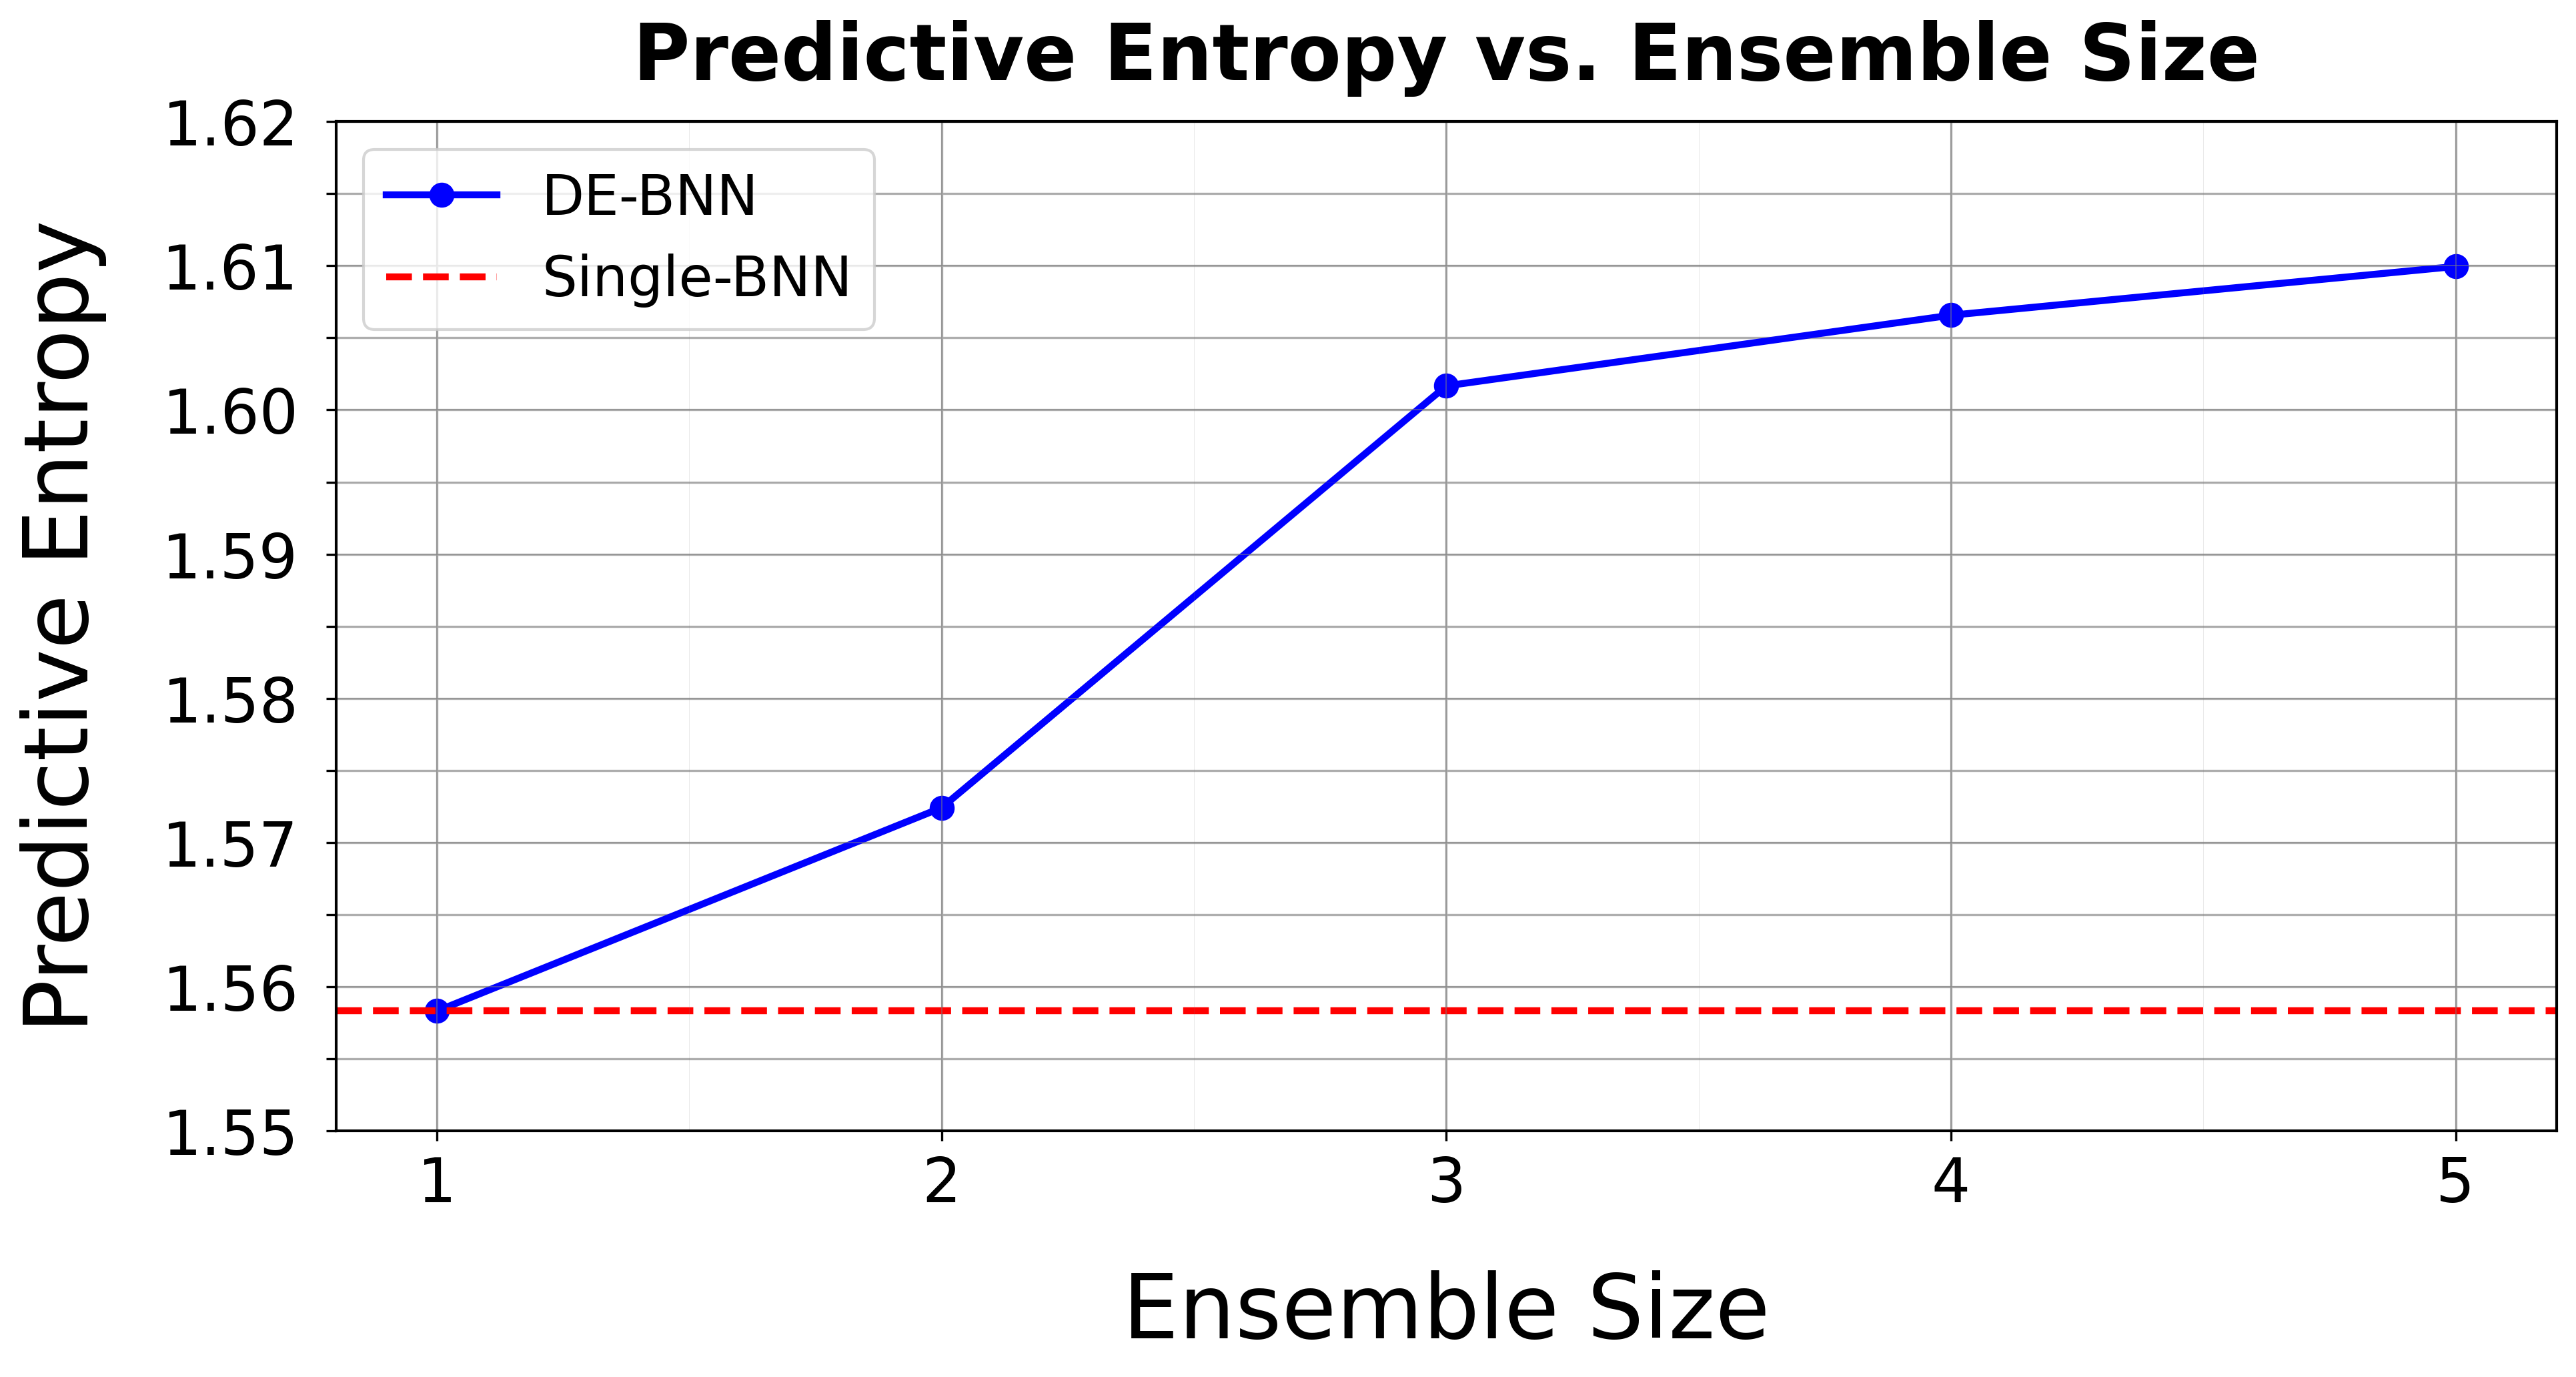 Predictive Entropy vs. Ensemble Size
Predictive Entropy
1.62
1.61
1.60
1.59
1.58
1.57
1.56
1.55
DE-BNN
Single-BNN
1 2 3 4 5
Ensemble Size